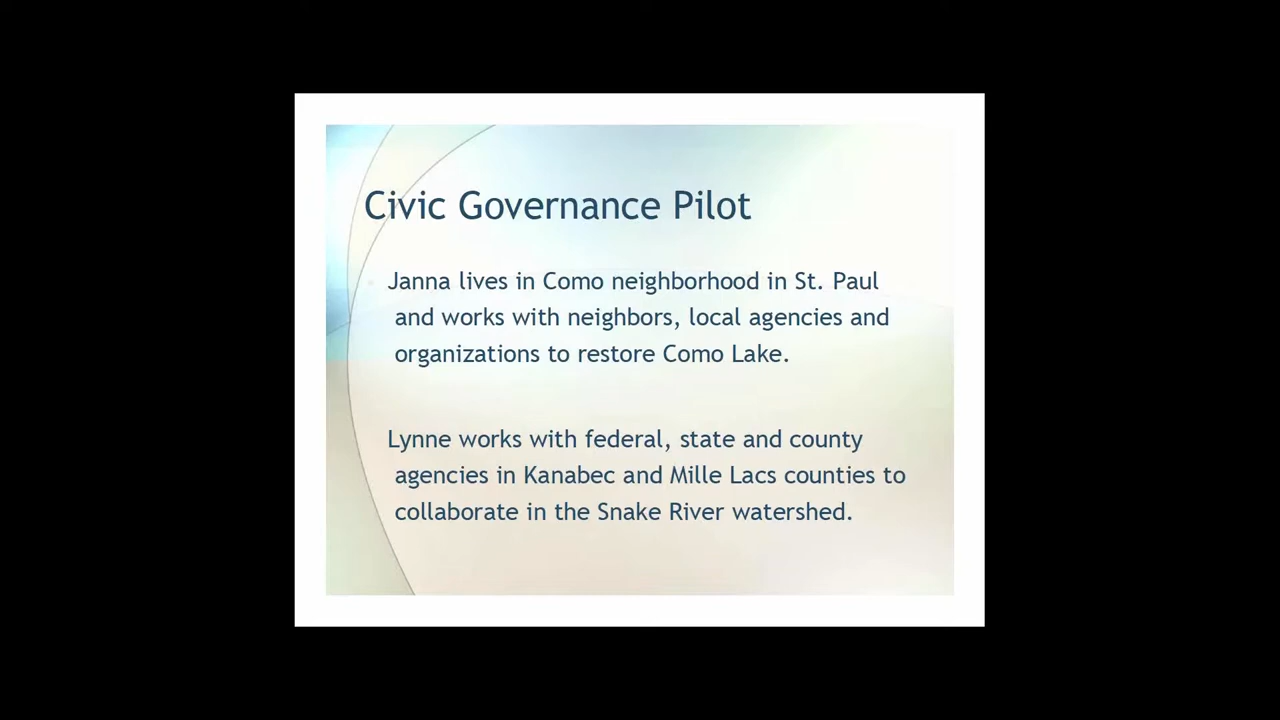 Civic Governance Pilot
Janna lives in Como neighborhood in St. Paul
and works with neighbors, local agencies and
organizations to restore Como Lake.
Lynne works with federal, state and county
agencies in Kanabec and Mille Lacs counties to
collaborate in the Snake River watershed.